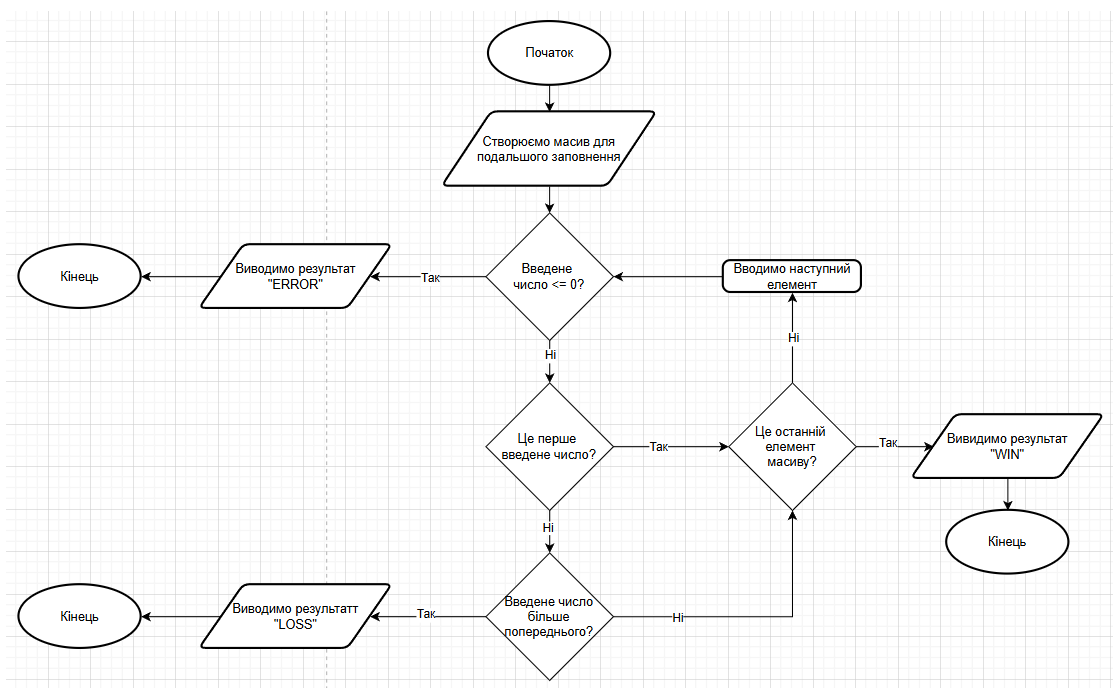 Початок
Створюємо масив для
подальшого заповнення
Кінець
Виводимо результат
"ERROR"
Так
Введене
число <= 0?
Вводимо наступний
елемент
Ні
Ні
Це перше
введене число?
Так
Це останній
елемент
масиву?
Так
Вивидимо результат
"WIN"
Ні
Кінець
Кінець
Виводимо результатт
"LOSS"
Так
Введене число
більше
попереднього?
Ні